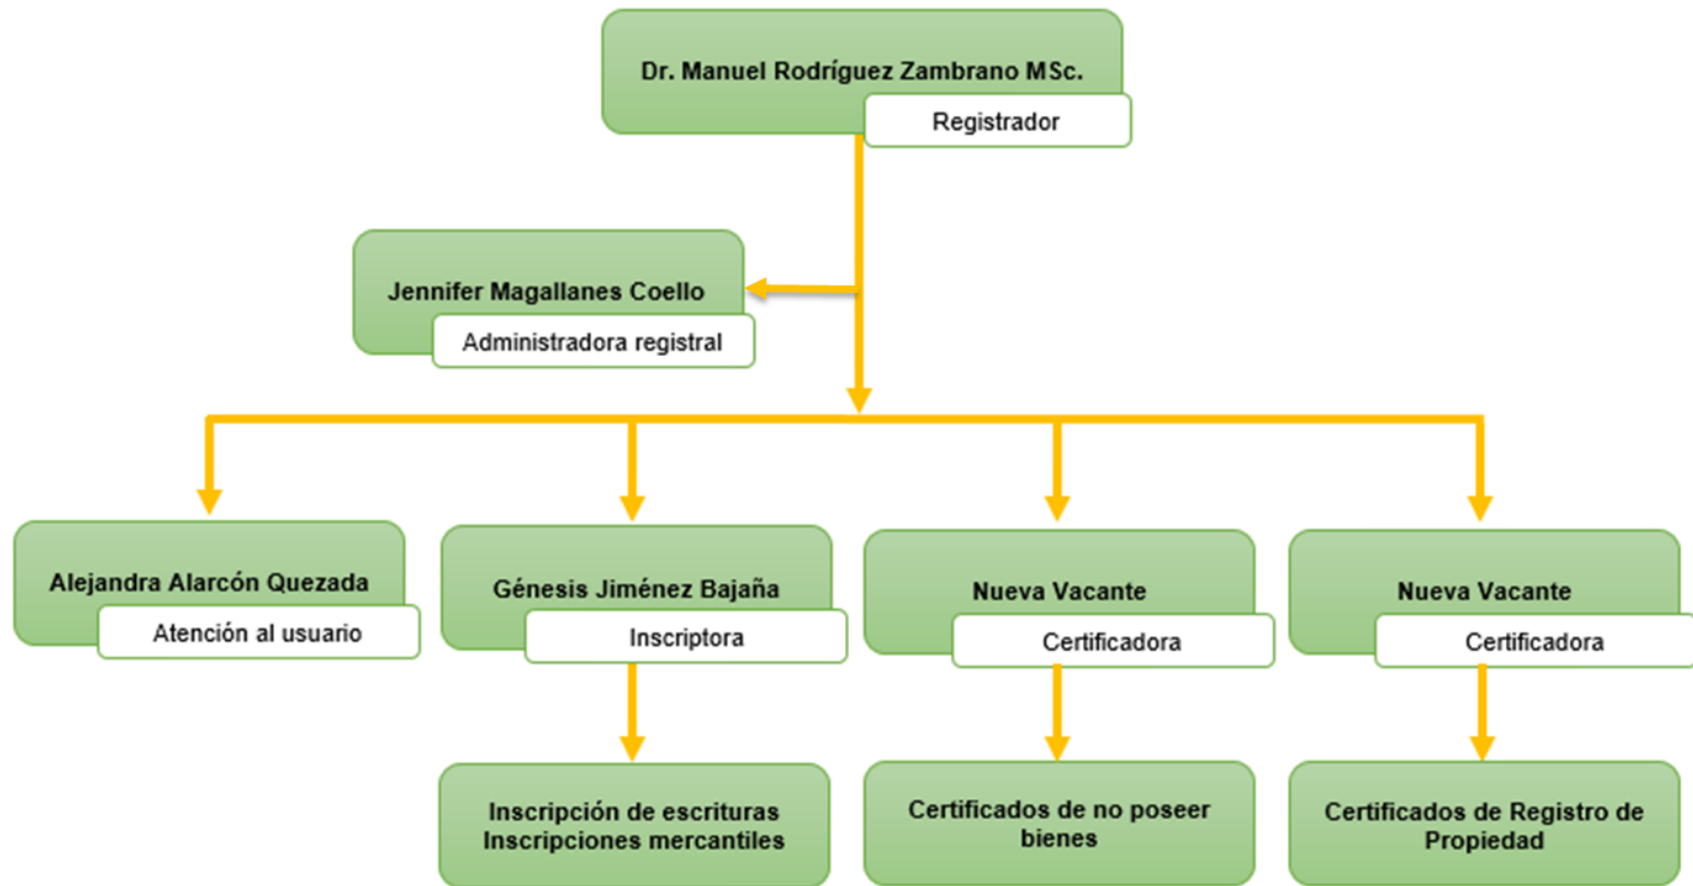 Dr. Manuel Rodríguez Zambrano MSc.
Registrador
Jennifer Magallanes Coello
Administradora registral
Alejandra Alarcón Quezada
Atención al usuario
Génesis Jiménez Bajaña
Inscriptora
Nueva Vacante
Certificadora
Nueva Vacante
Certificadora
Inscripción de escrituras
Inscripciones mercantiles
Certificados de no poseer
bienes
Certificados de Registro de
Propiedad